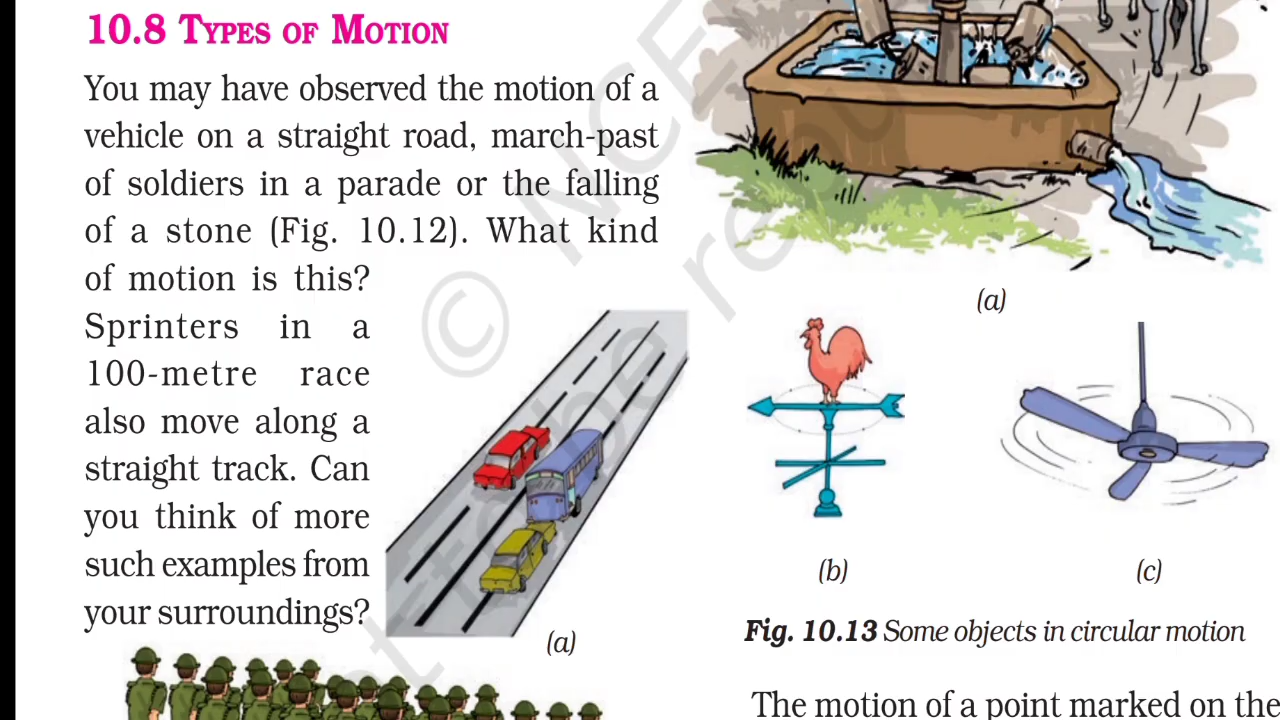 10.8 TYPES OF MOTION
You may have observed the motion of a
vehicle on a straight road, march-past
of soldiers in a parade or the falling
of a stone (Fig. 10.12). What kind
of motion is this?
Sprinters in a
100-metre race
also move along a
straight track. Can
you think of more
such examples from
your surroundings?
(a)
(a)
(b)
(c)
Fig. 10.13 Some objects in circular motion
The motion of a point marked on the